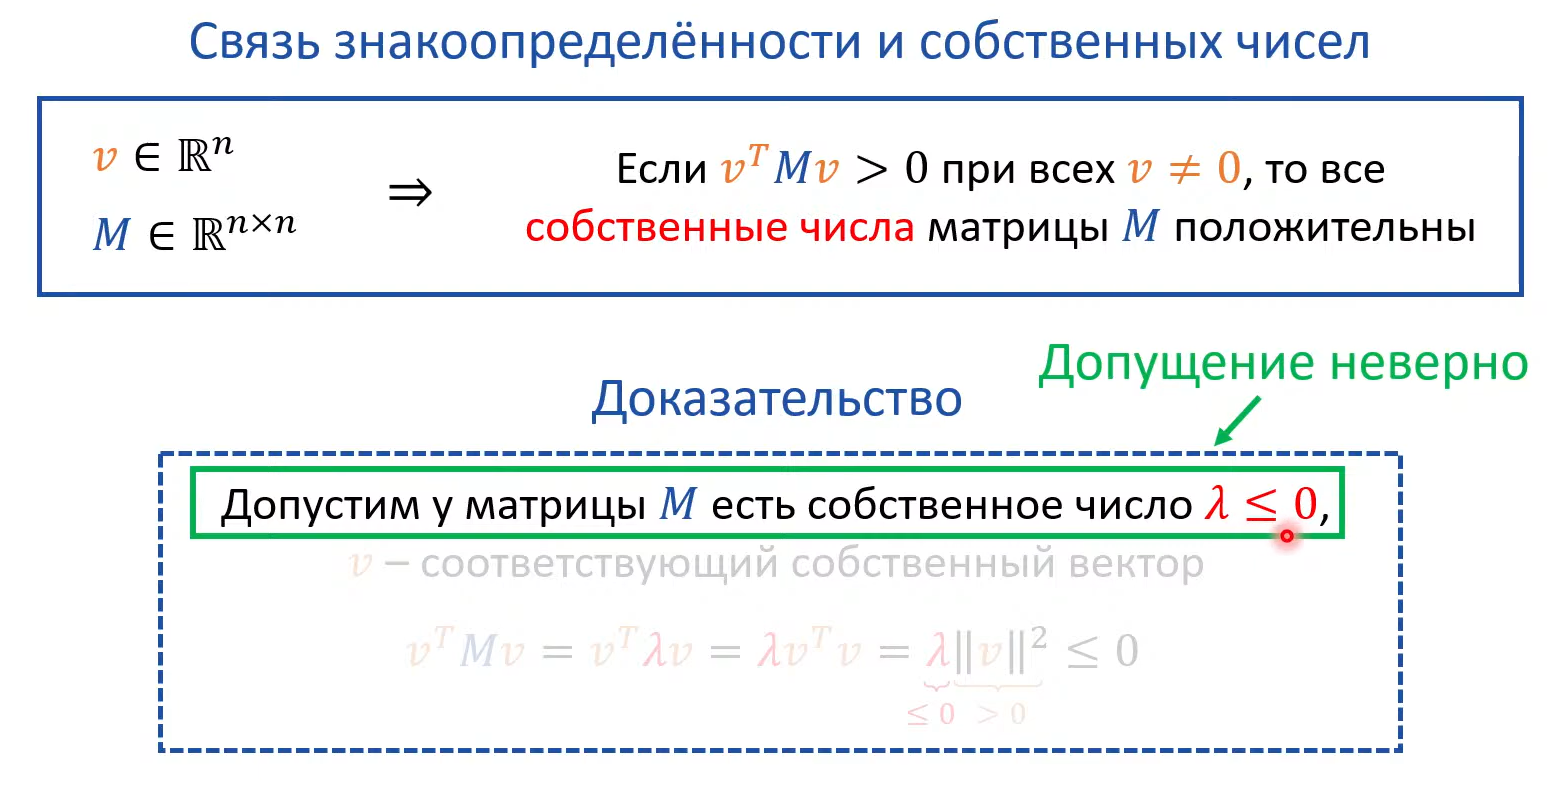 Связь знакоопределённости и собственных чисел
v ∈ ℝⁿ
M ∈ ℝⁿˣⁿ
⇒
Если vᵀMv > 0 при всех v ≠ 0, то все
собственные числа матрицы M положительны
Допущение неверно
Доказательство
Допустим у матрицы M есть собственное число λ ≤ 0,
v – соответствующий собственный вектор
vᵀMv = vᵀλv = λvᵀv = λ‖v‖² ≤ 0
≤ 0 > 0